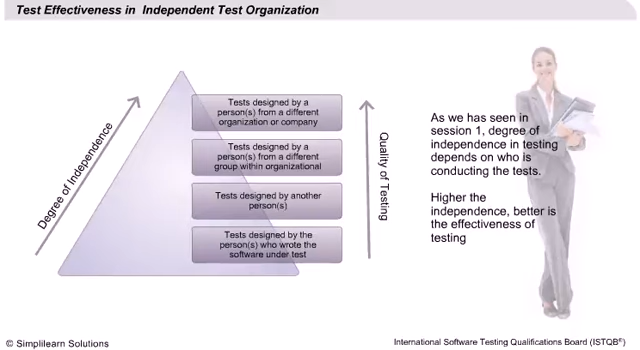 Test Effectiveness in Independent Test Organization
Degree of Independence
Tests designed by a
person(s) from a different
organization or company
Tests designed by a
person(s) from a different
group within organizational
Tests designed by another
person(s)
Tests designed by the
person(s) who wrote the
software under test
Quality of Testing
As we has seen in
session 1, degree of
independence in testing
depends on who is
conducting the tests.
Higher the
independence, better is
the effectiveness of
testing
© Simplilearn Solutions
International Software Testing Qualifications Board (ISTQB®)